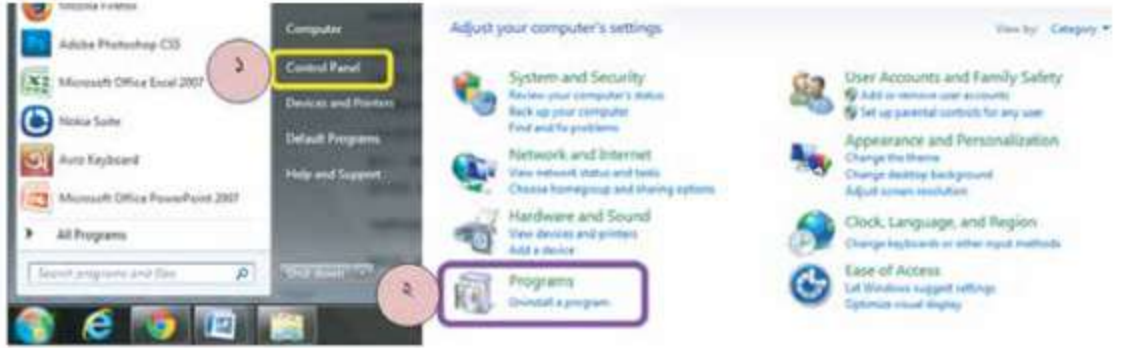 Mozilla Firefox
Adobe Photoshop CS5
Microsoft Office Excel 2007
Nokia Suite
Avro Keyboard
Microsoft Office PowerPoint 2007
All Programs
Search programs and files
Computer
১
Control Panel
Devices and Printers
Default Programs
Help and Support
Shut down
Adjust your computer's settings
View by: Category
System and Security
Review your computer's status
Back up your computer
Find and fix problems
Network and Internet
View network status and tasks
Choose homegroup and sharing options
Hardware and Sound
View devices and printers
Add a device
২
Programs
Uninstall a program
User Accounts and Family Safety
Add or remove user accounts
Set up parental controls for any user
Appearance and Personalization
Change the theme
Change desktop background
Adjust screen resolution
Clock, Language, and Region
Change keyboards or other input methods
Ease of Access
Let Windows suggest settings
Optimize visual display